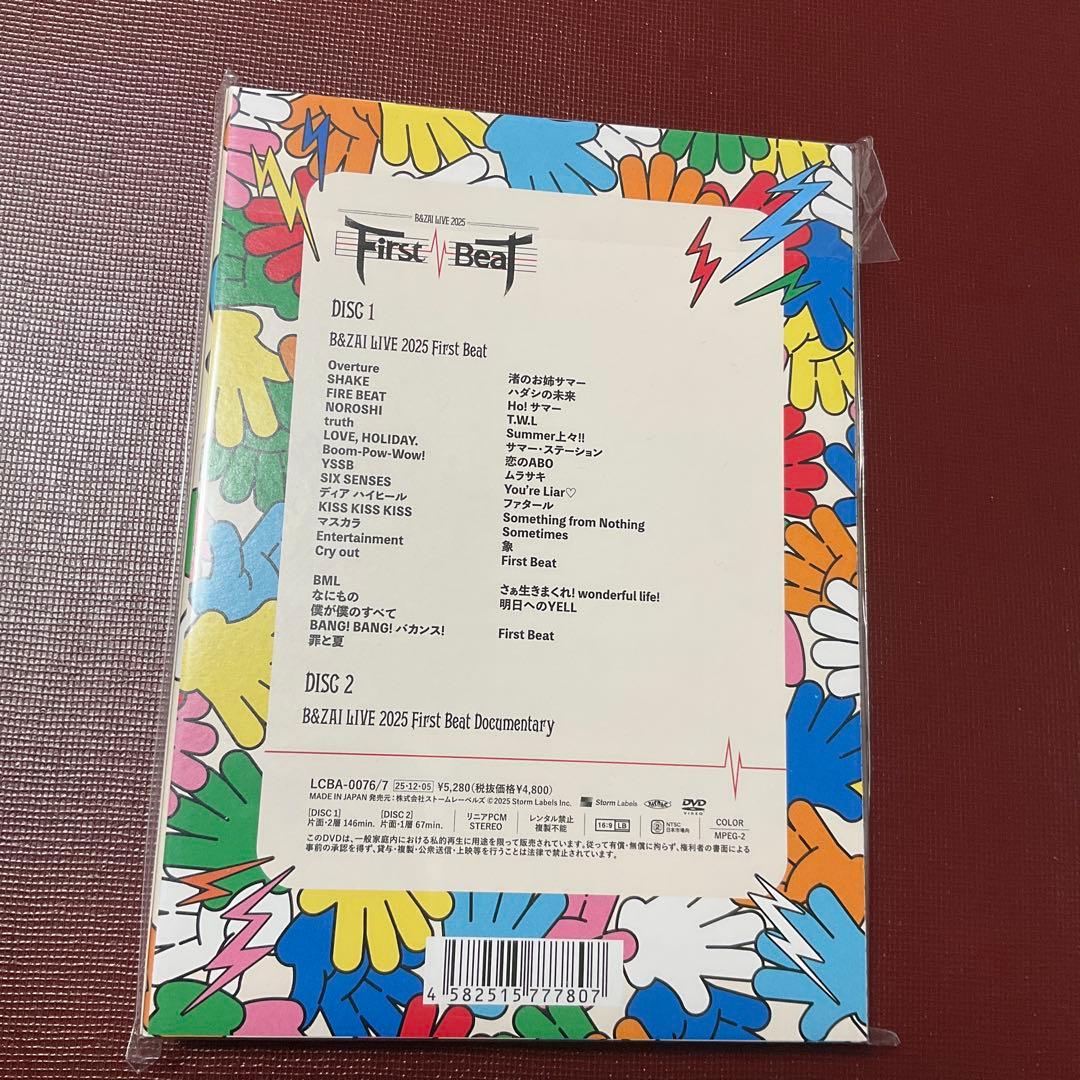 B&ZAI LIVE 2025
First Beat
DISC 1
B&ZAI LIVE 2025 First Beat
Overture
SHAKE
FIRE BEAT
NOROSHI
truth
LOVE, HOLIDAY.
Boom-Pow-Wow!
YSSB
SIX SENSES
ディア ハイヒール
KISS KISS KISS
マスカラ
Entertainment
Cry out
BML
なにもの
僕が僕のすべて
BANG! BANG! バカンス!
罪と夏
渚のお姉サマー
ハダシの未来
Ho! サマー
T.W.L
Summer上々!!
サマー・ステーション
恋のABO
ムラサキ
You're Liar♡
ファタール
Something from Nothing
Sometimes
象
First Beat
さぁ生きまくれ! wonderful life!
明日へのYELL
First Beat
DISC 2
B&ZAI LIVE 2025 First Beat Documentary
LCBA-0076/7 25・12・05 ¥5,280(税抜価格¥4,800)
MADE IN JAPAN 発売元:株式会社ストームレーベルズ ©2025 Storm Labels Inc. Storm Labels DVD VIDEO
[DISC 1]
片面・2層 146min.
[DISC 2]
片面・1層 67min.
リニアPCM
STEREO
レンタル禁止
複製不能
16:9 LB
2 NTSC
日本市場向
COLOR
MPEG-2
このDVDは、一般家庭内における私的再生に用途を限って販売されています。従って有償・無償に拘らず、権利者の書面による
事前の承認を得ず、貸与・複製・公衆送信・上映等を行うことは法律で禁止されています。
4 582515 777807